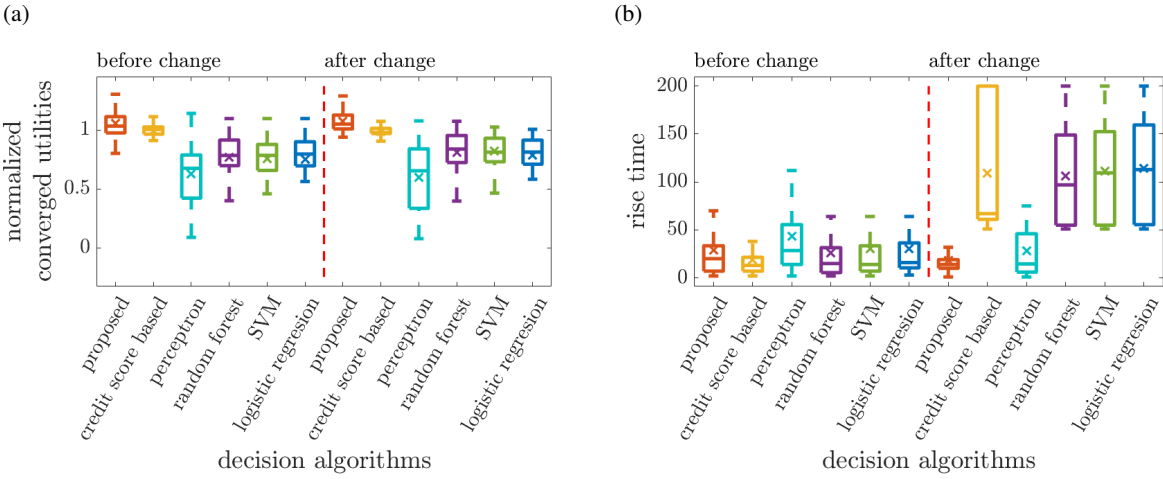 (a)
before change
after change
normalized
converged utilities
1
0.5
0
proposed
credit score based
perceptron
random forest
SVM
logistic regresion
proposed
credit score based
perceptron
random forest
SVM
logistic regresion
decision algorithms
(b)
before change
after change
rise time
200
150
100
50
0
proposed
credit score based
perceptron
random forest
SVM
logistic regresion
proposed
credit score based
perceptron
random forest
SVM
logistic regresion
decision algorithms